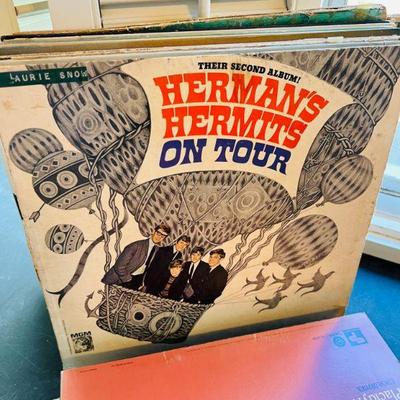 LAURIE SNOW
THEIR SECOND ALBUM!
HERMAN'S
HERMITS
ON TOUR
MGM